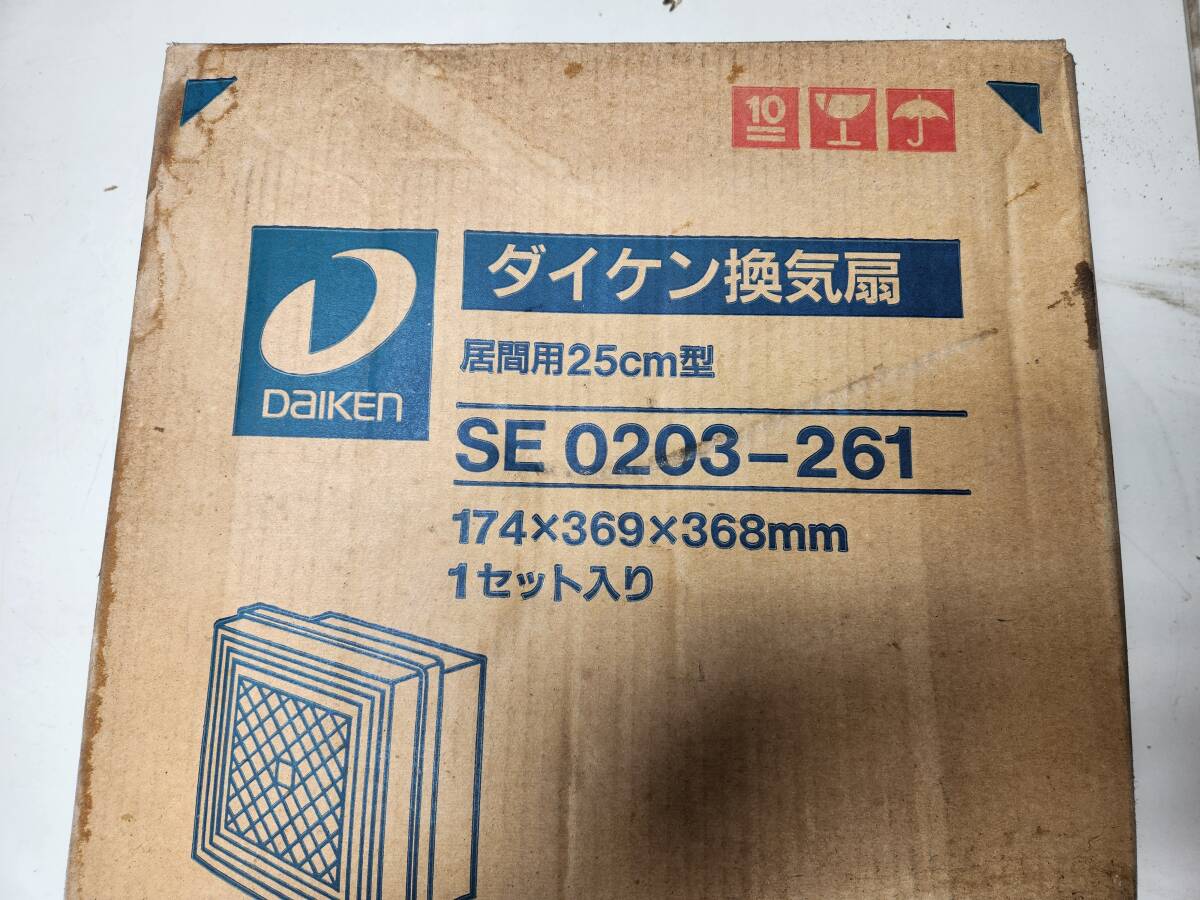 10
ダイケン換気扇
DAIKEN
居間用25cm型
SE 0203-261
174×369×368mm
1セット入り